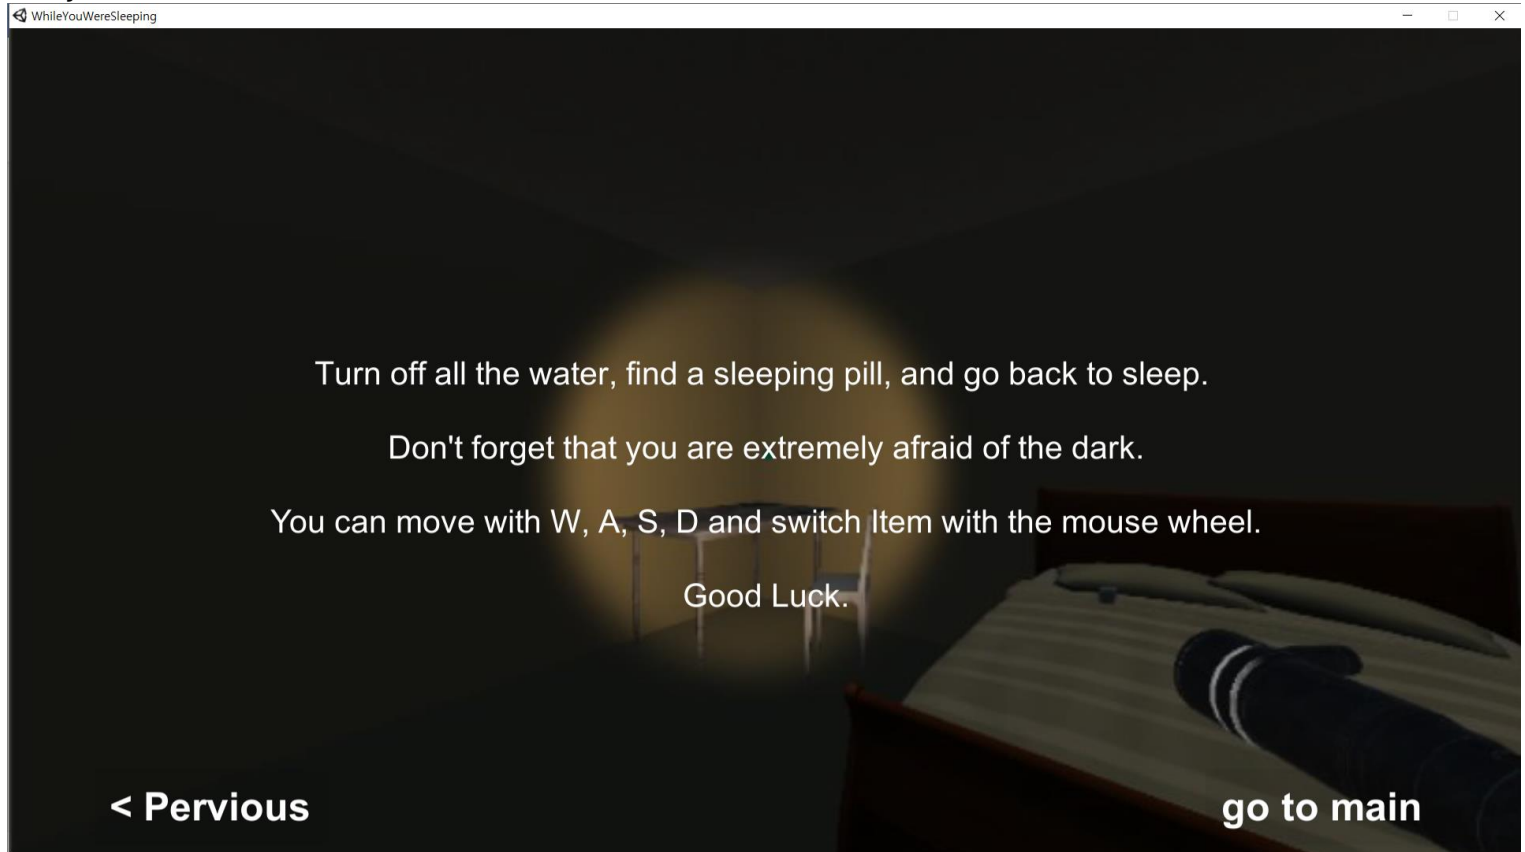 WhileYouWereSleeping
Turn off all the water, find a sleeping pill, and go back to sleep.
Don't forget that you are extremely afraid of the dark.
You can move with W, A, S, D and switch Item with the mouse wheel.
Good Luck.
< Pervious
go to main